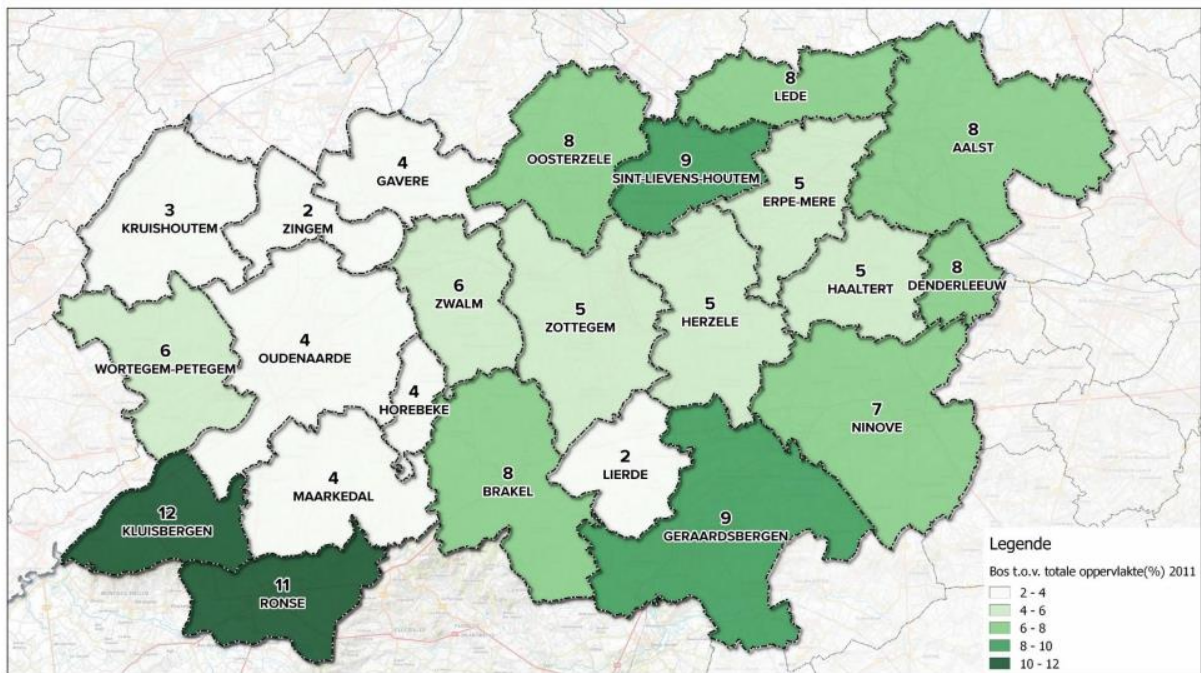 8
LEDE
8
AALST
8
OOSTERZELE
9
SINT-LIEVENS-HOUTEM
4
GAVERE
5
ERPE-MERE
3
KRUISHOUTEM
2
ZINGEM
6
ZWALM
5
ZOTTEGEM
5
HERZELE
5
HAALTERT
8
DENDERLEEUW
6
WORTEGEM-PETEGEM
4
OUDENAARDE
4
HOREBEKE
7
NINOVE
2
LIERDE
4
MAARKEDAL
8
BRAKEL
12
KLUISBERGEN
9
GERAARDSBERGEN
11
RONSE
Legende
Bos t.o.v. totale oppervlakte(%) 2011
2 - 4
4 - 6
6 - 8
8 - 10
10 - 12